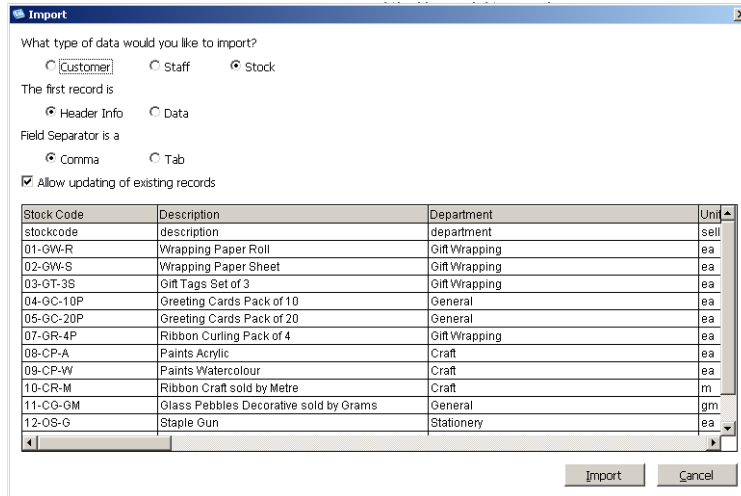 Import
What type of data would you like to import?
Customer Staff Stock
The first record is
Header Info Data
Field Separator is a
Comma Tab
Allow updating of existing records
Stock Code Description Department Unit
stockcode description department sell
01-GW-R Wrapping Paper Roll Gift Wrapping ea
02-GW-S Wrapping Paper Sheet Gift Wrapping ea
03-GT-3S Gift Tags Set of 3 Gift Wrapping ea
04-GC-10P Greeting Cards Pack of 10 General ea
05-GC-20P Greeting Cards Pack of 20 General ea
07-GR-4P Ribbon Curling Pack of 4 Gift Wrapping ea
08-CP-A Paints Acrylic Craft ea
09-CP-W Paints Watercolour Craft ea
10-CR-M Ribbon Craft sold by Metre Craft m
11-CG-GM Glass Pebbles Decorative sold by Grams General gm
12-OS-G Staple Gun Stationery ea
Import Cancel